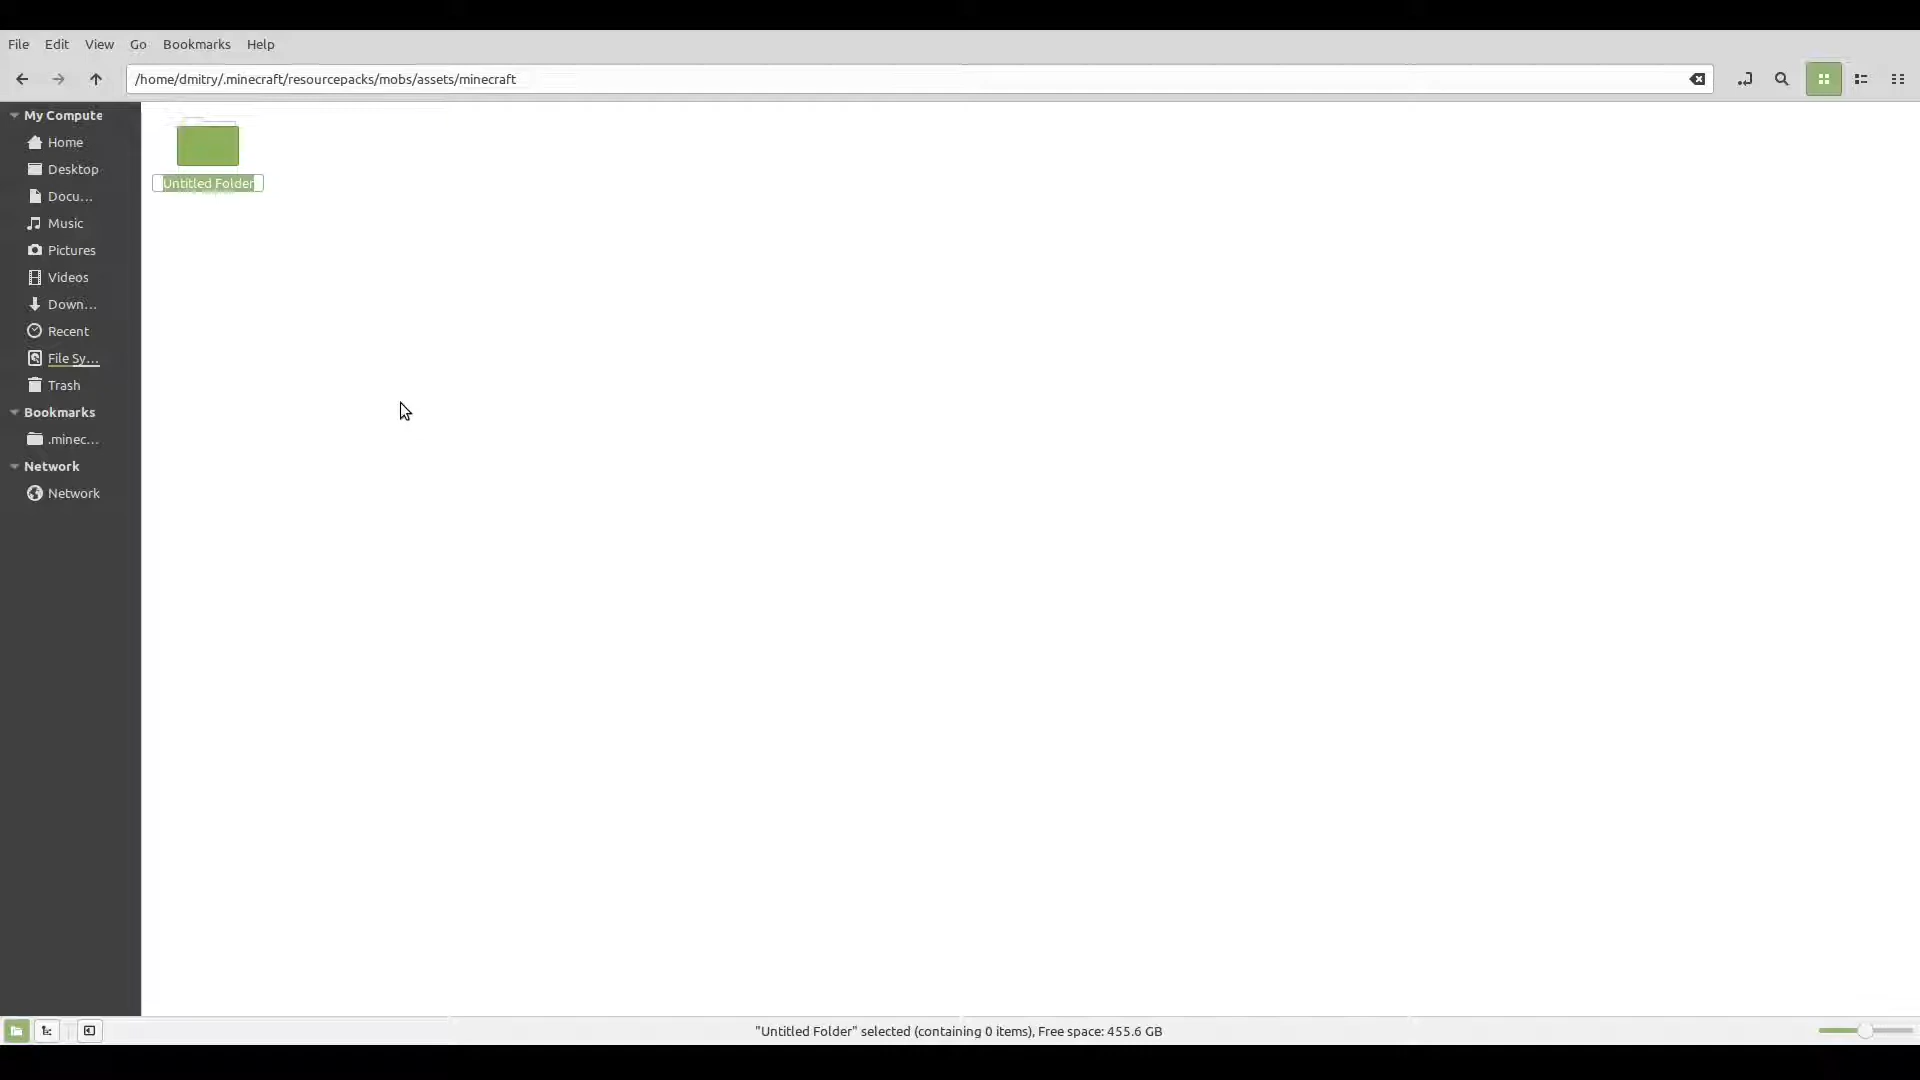 File Edit View Go Bookmarks Help
/home/dmitry/.minecraft/resourcepacks/mobs/assets/minecraft
My Compute
Home
Desktop
Docu...
Music
Pictures
Videos
Down...
Recent
File Sy...
Trash
Bookmarks
.minec...
Network
Network
Untitled Folder
"Untitled Folder" selected (containing 0 items), Free space: 455.6 GB